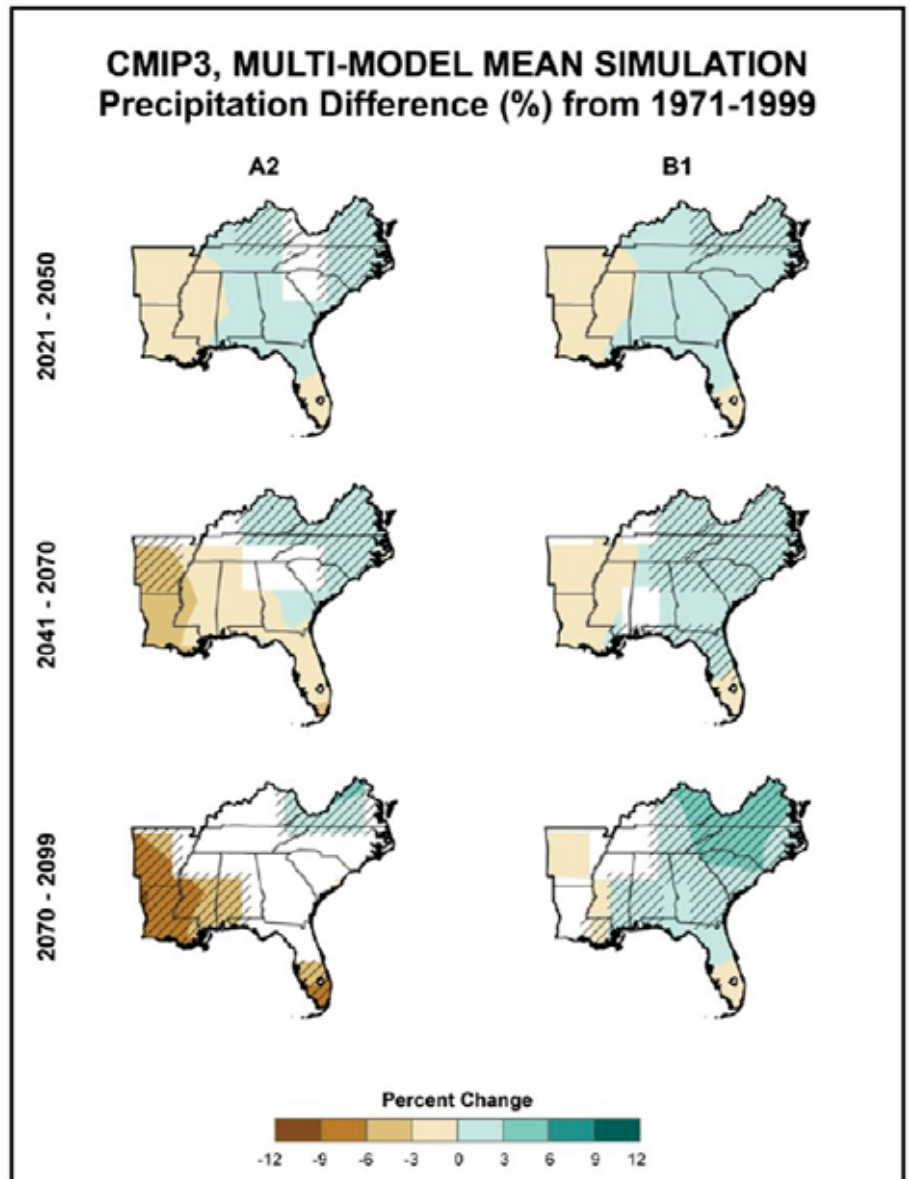 CMIP3, MULTI-MODEL MEAN SIMULATION
Precipitation Difference (%) from 1971-1999
A2 B1
2021 - 2050
2041 - 2070
2070 - 2099
Percent Change
-12 -9 -6 -3 0 3 6 9 12